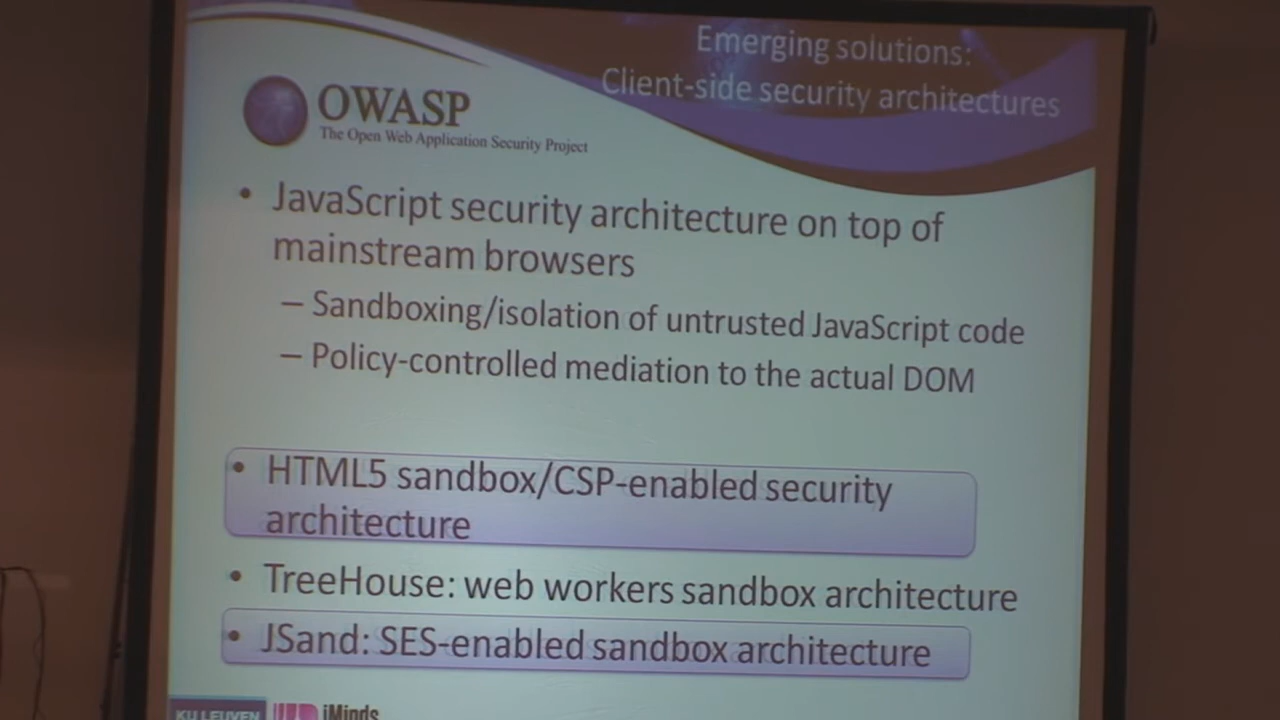 Emerging solutions:
Client-side security architectures
OWASP
The Open Web Application Security Project
• JavaScript security architecture on top of
mainstream browsers
– Sandboxing/isolation of untrusted JavaScript code
– Policy-controlled mediation to the actual DOM
• HTML5 sandbox/CSP-enabled security
architecture
• TreeHouse: web workers sandbox architecture
• JSand: SES-enabled sandbox architecture
KU LEUVEN
iMinds